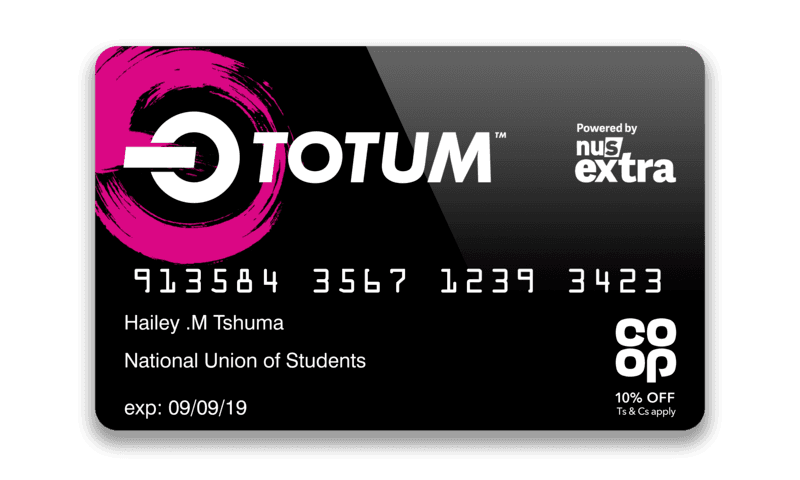 TOTUM™
Powered by
nus
extra
913584 3567 1239 3423
Hailey .M Tshuma
National Union of Students
exp: 09/09/19
CO
OP
10% OFF
Ts & Cs apply